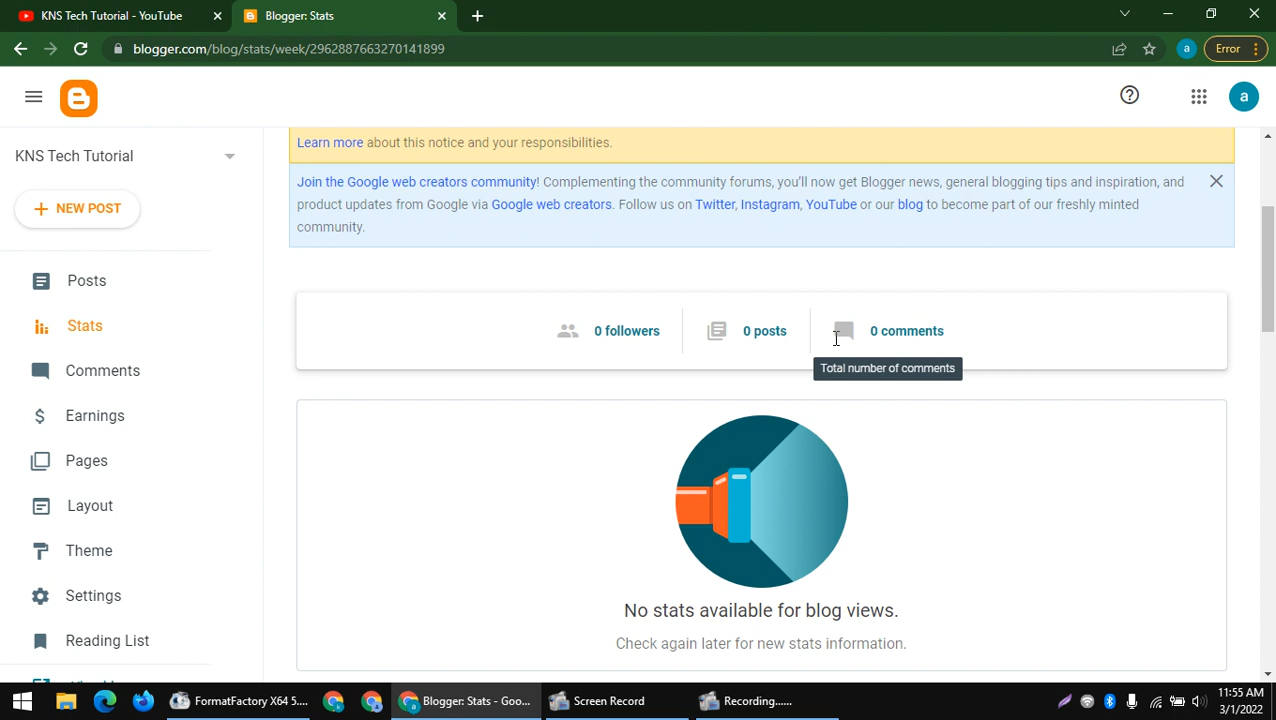 KNS Tech Tutorial - YouTube
Blogger: Stats
blogger.com/blog/stats/week/2962887663270141899
a
Error
a
KNS Tech Tutorial
NEW POST
Posts
Stats
Comments
Earnings
Pages
Layout
Theme
Settings
Reading List
Learn more about this notice and your responsibilities.
Join the Google web creators community! Complementing the community forums, you'll now get Blogger news, general blogging tips and inspiration, and
product updates from Google via Google web creators. Follow us on Twitter, Instagram, YouTube or our blog to become part of our freshly minted
community.
0 followers
0 posts
0 comments
Total number of comments
No stats available for blog views.
Check again later for new stats information.
FormatFactory X64 5....
Blogger: Stats - Goo...
Screen Record
Recording......
11:55 AM
3/1/2022